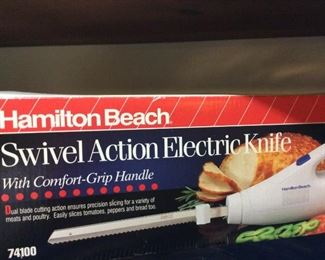 Hamilton Beach
Swivel Action Electric Knife
With Comfort-Grip Handle
Dual blade cutting action ensures precision slicing for a variety of
meats and poultry. Easily slices tomatoes, peppers and bread too.
Hamilton Beach
74100